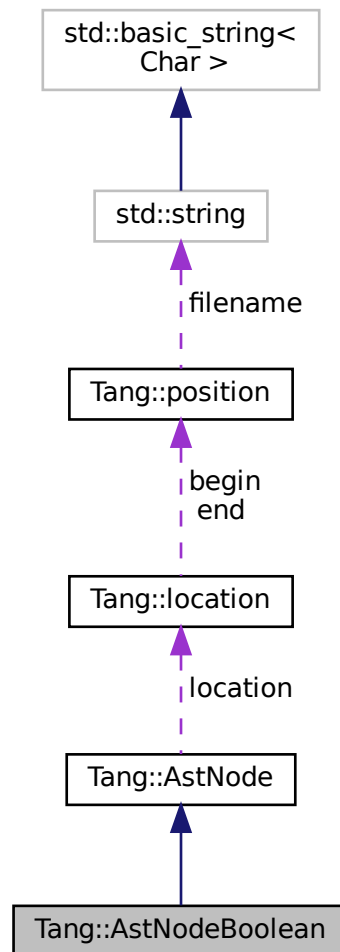 std::basic_string<
Char >
std::string
filename
Tang::position
begin
end
Tang::location
location
Tang::AstNode
Tang::AstNodeBoolean